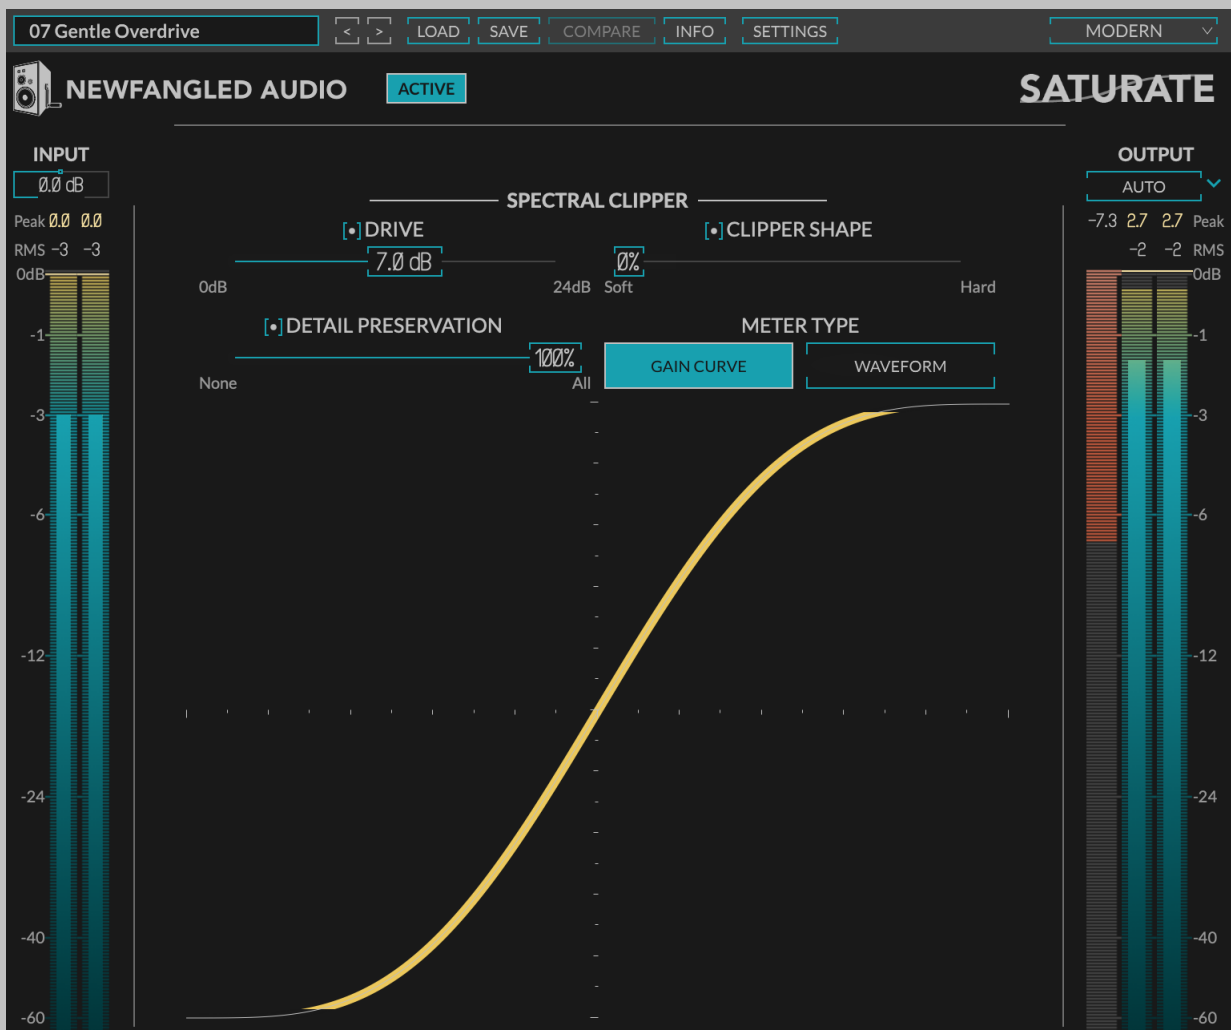 07 Gentle Overdrive < > LOAD SAVE COMPARE INFO SETTINGS MODERN
NEWFANGLED AUDIO ACTIVE SATURATE
INPUT OUTPUT
0.0 dB AUTO
Peak 0.0 0.0 -7.3 2.7 2.7 Peak
RMS -3 -3 -2 -2 RMS
SPECTRAL CLIPPER
[•] DRIVE [•] CLIPPER SHAPE
7.0 dB 0%
0dB 24dB Soft Hard
[•] DETAIL PRESERVATION METER TYPE
100% GAIN CURVE WAVEFORM
None All
0dB 0dB
-1 -1
-3 -3
-6 -6
-12 -12
-24 -24
-40 -40
-60 -60